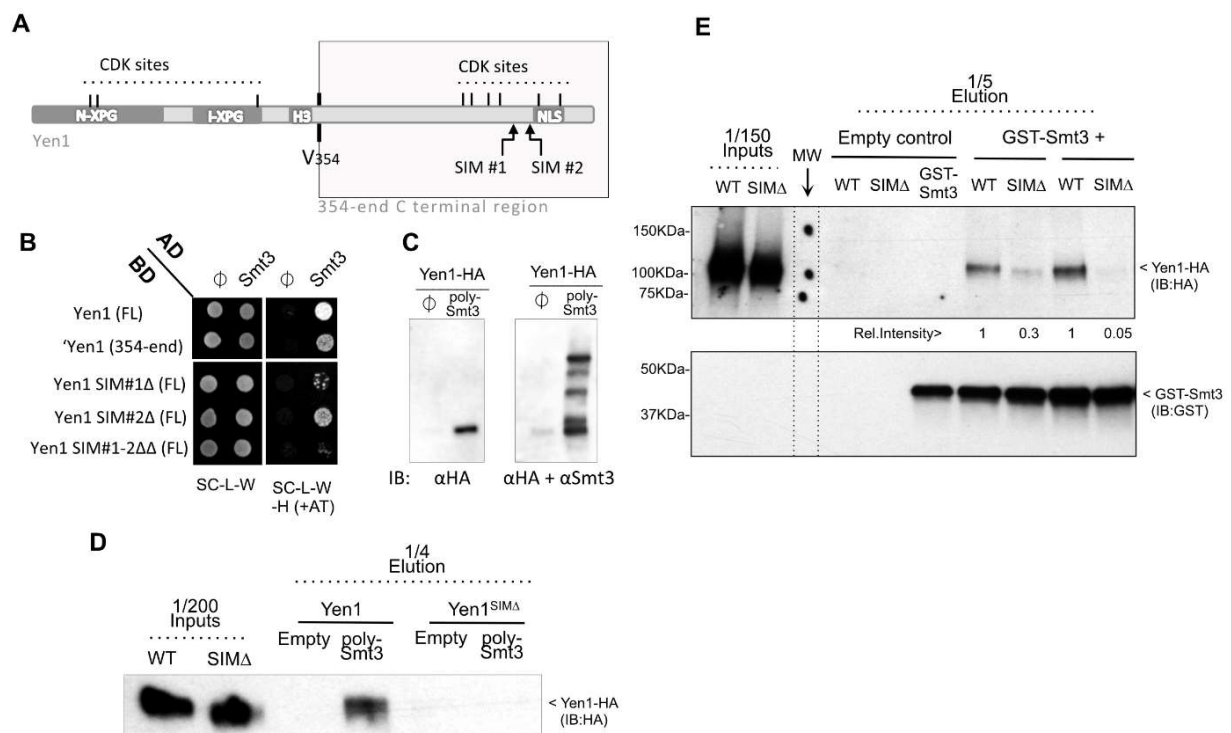 A
CDK sites
CDK sites
N-XPG
I-XPG
H3
NLS
Yen1
V354
SIM #1
SIM #2
354-end C terminal region
B
AD
BD
ϕ
Smt3
ϕ
Smt3
Yen1 (FL)
'Yen1 (354-end)
Yen1 SIM#1Δ (FL)
Yen1 SIM#2Δ (FL)
Yen1 SIM#1-2ΔΔ (FL)
SC-L-W
SC-L-W
-H (+AT)
C
Yen1-HA
ϕ
poly-
Smt3
Yen1-HA
ϕ
poly-
Smt3
IB:
αHA
αHA + αSmt3
D
1/4
Elution
1/200
Inputs
Yen1
Yen1SIMΔ
WT
SIMΔ
Empty
poly-
Smt3
Empty
poly-
Smt3
< Yen1-HA
(IB:HA)
E
1/5
Elution
1/150
Inputs
MW
Empty control
GST-Smt3 +
WT
SIMΔ
WT
SIMΔ
GST-
Smt3
WT
SIMΔ
WT
SIMΔ
150KDa-
100KDa-
75KDa-
< Yen1-HA
(IB:HA)
Rel.Intensity>
1
0.3
1
0.05
50KDa-
37KDa-
<GST-Smt3
(IB:GST)